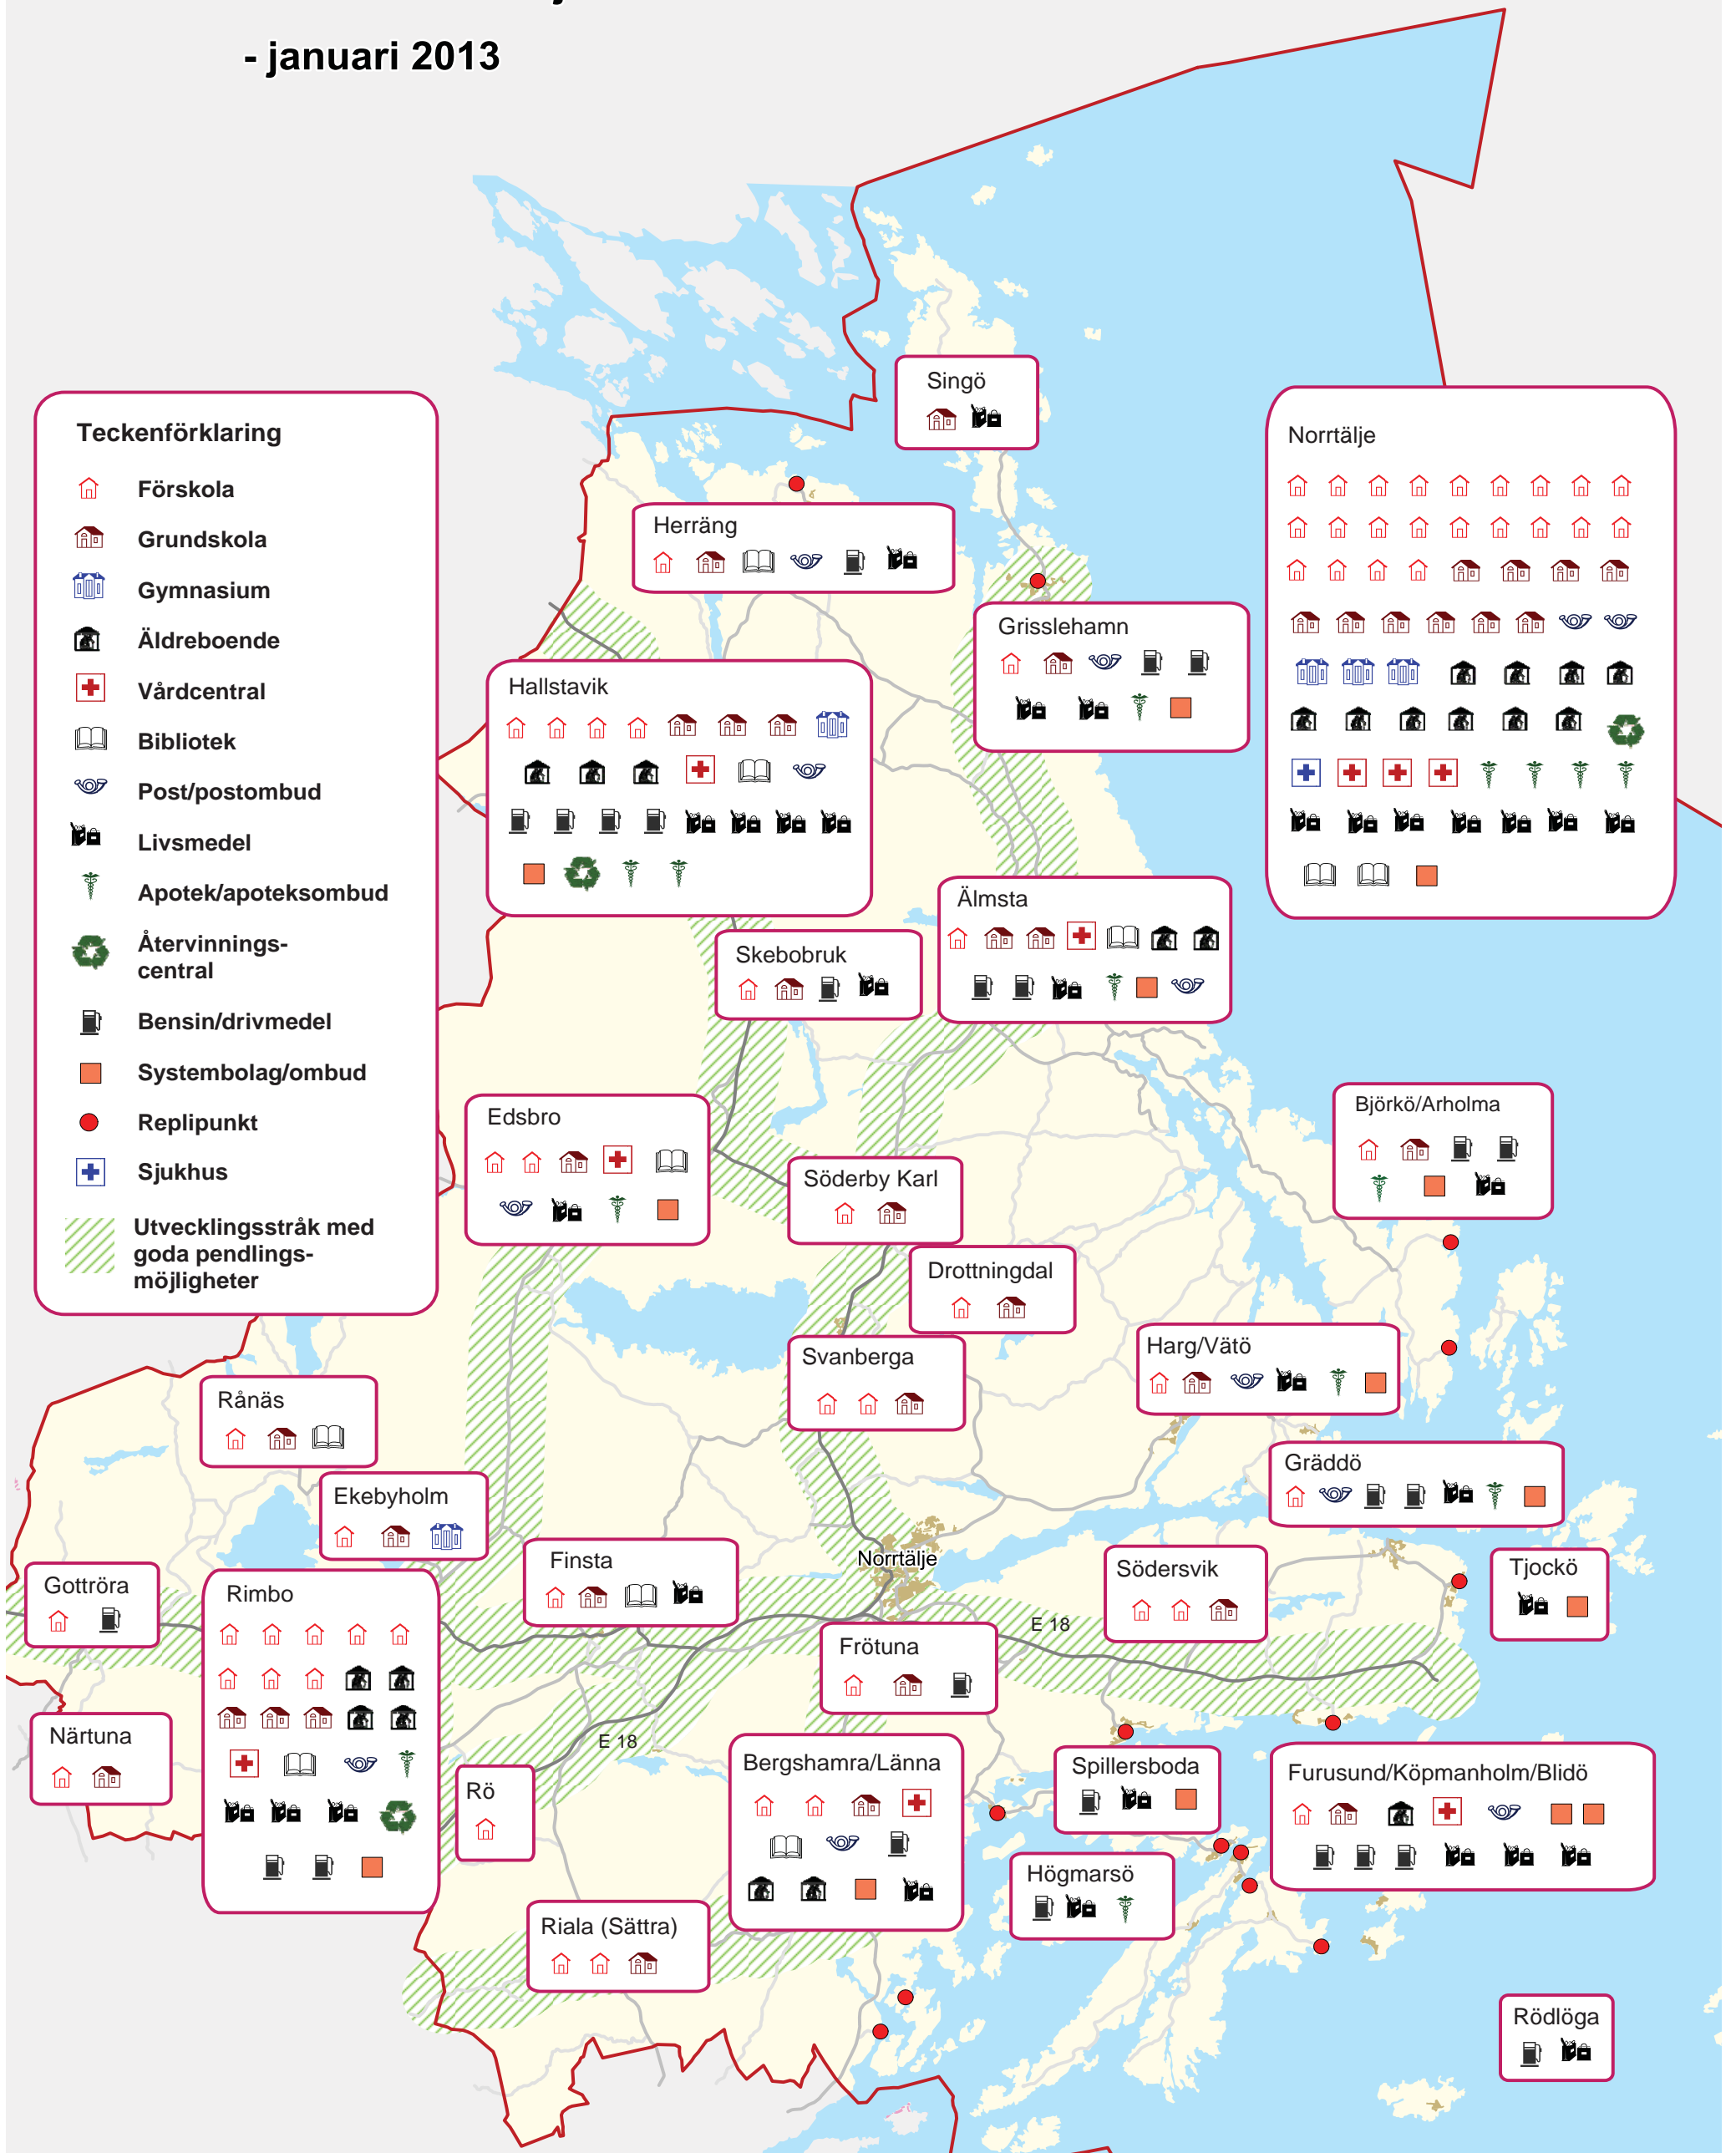 - januari 2013
Teckenförklaring
Förskola
Grundskola
Gymnasium
Äldreboende
Vårdcentral
Bibliotek
Post/postombud
Livsmedel
Apotek/apoteksombud
Återvinnings-
central
Bensin/drivmedel
Systembolag/ombud
Replipunkt
Sjukhus
Utvecklingsstråk med
goda pendlings-
möjligheter
Singö
Norrtälje
Herräng
Grisslehamn
Hallstavik
Älmsta
Skebobruk
Björkö/Arholma
Edsbro
Söderby Karl
Drottningdal
Harg/Vätö
Svanberga
Rånäs
Gräddö
Ekebyholm
Finsta
Norrtälje
Södersvik
Tjockö
Gottröra
Rimbo
E 18
Frötuna
Närtuna
E 18
Bergshamra/Länna
Spillersboda
Furusund/Köpmanholm/Blidö
Rö
Högmarsö
Riala (Sättra)
Rödlöga